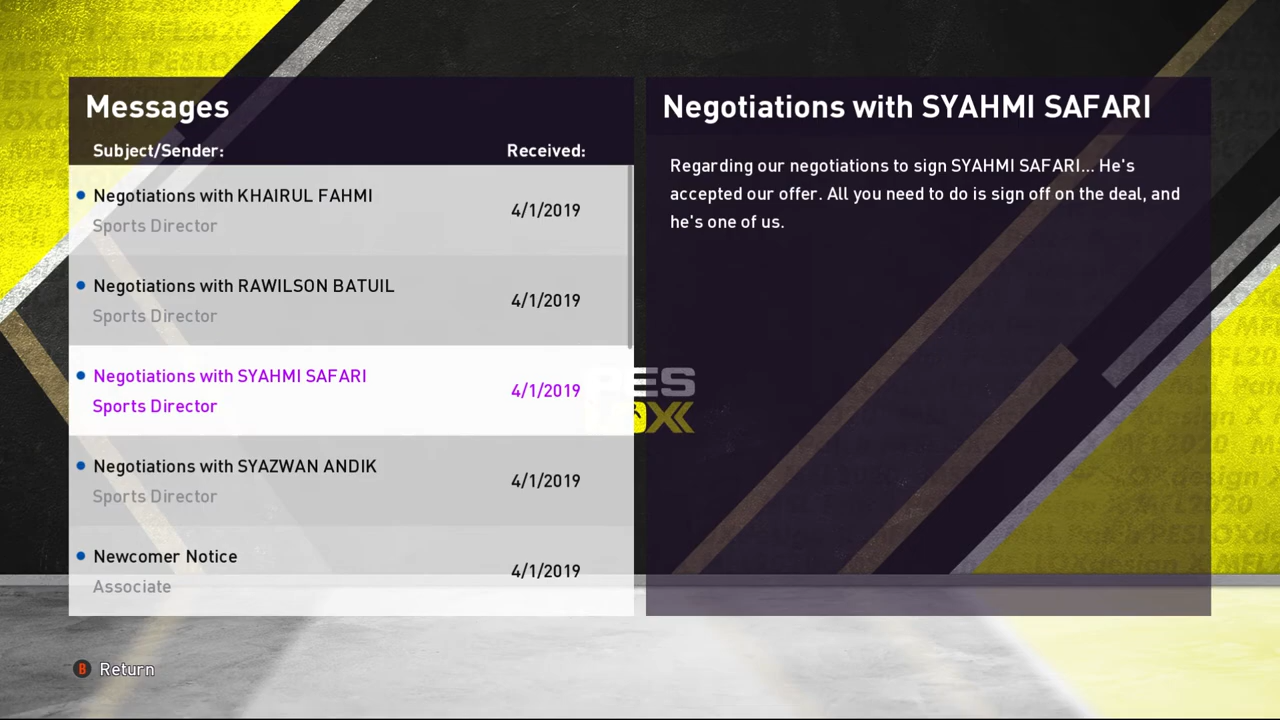 Messages
Subject/Sender:
Received:
Negotiations with KHAIRUL FAHMI
Sports Director
4/1/2019
Negotiations with RAWILSON BATUIL
Sports Director
4/1/2019
Negotiations with SYAHMI SAFARI
Sports Director
4/1/2019
Negotiations with SYAZWAN ANDIK
Sports Director
4/1/2019
Newcomer Notice
Associate
4/1/2019
Negotiations with SYAHMI SAFARI
Regarding our negotiations to sign SYAHMI SAFARI... He's
accepted our offer. All you need to do is sign off on the deal, and
he's one of us.
B Return